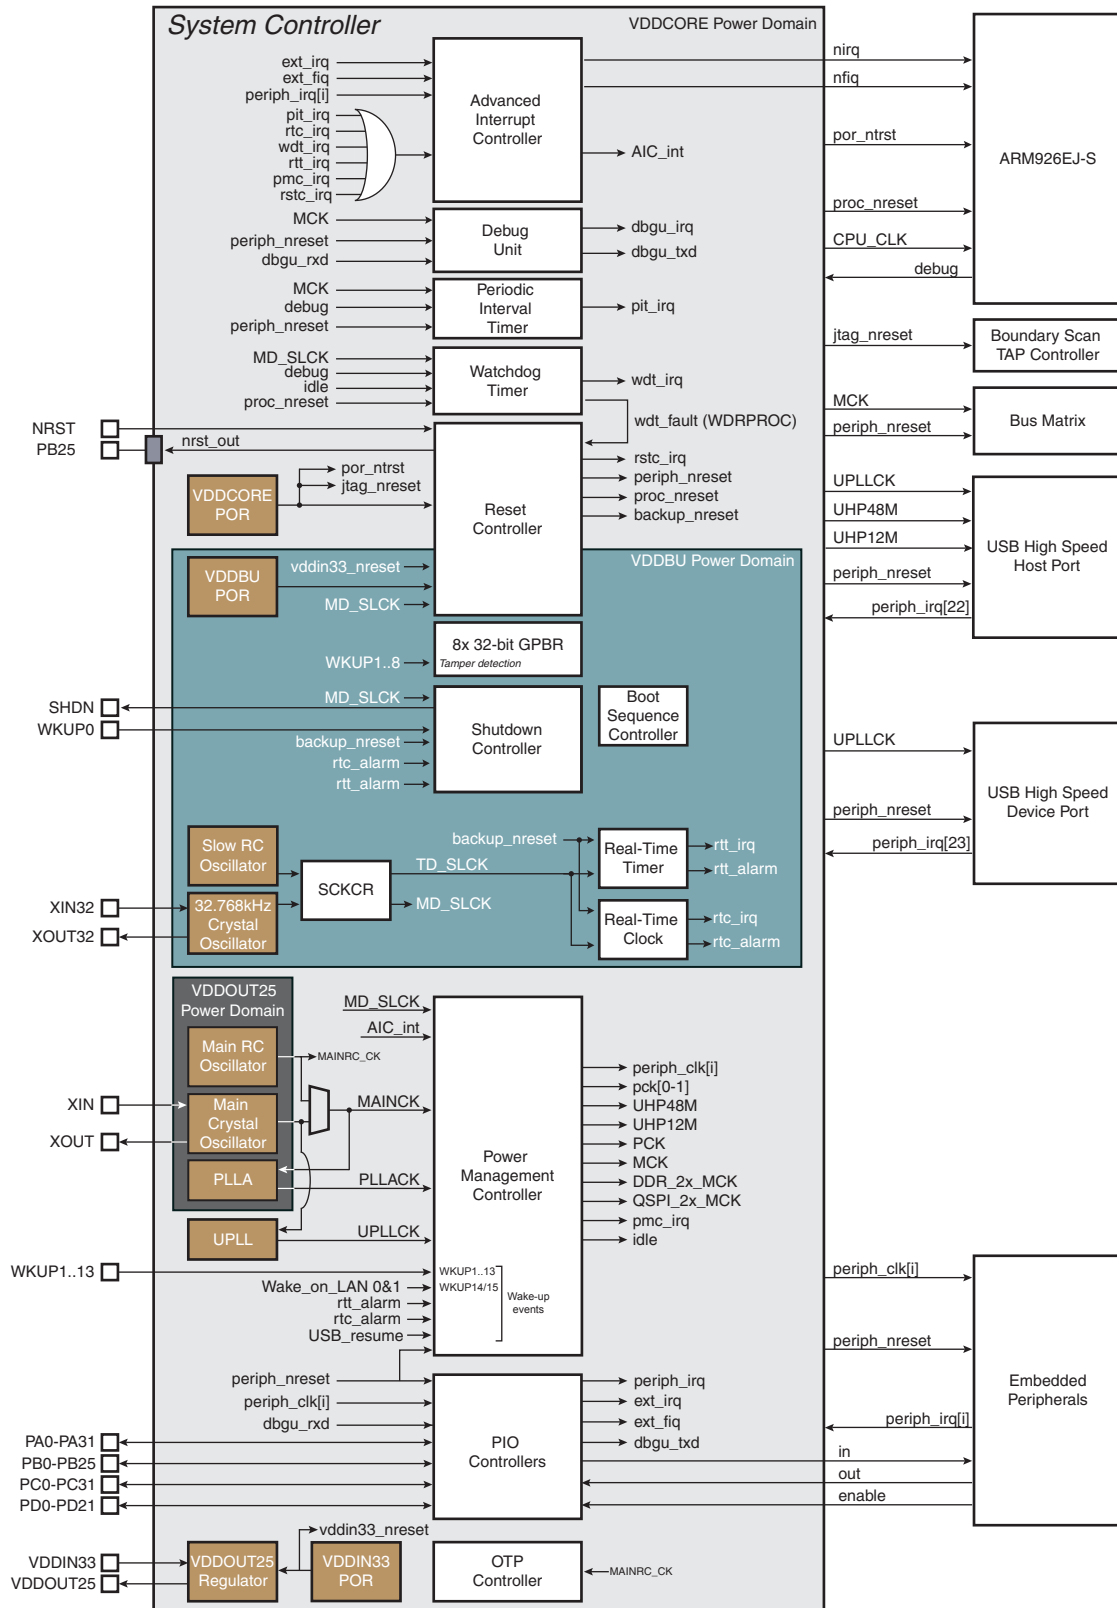 System Controller
VDDCORE Power Domain
ext_irq
ext_fiq
periph_irq[i]
pit_irq
rtc_irq
wdt_irq
rtt_irq
pmc_irq
rstc_irq
Advanced
Interrupt
Controller
AIC_int
nirq
nfiq
por_ntrst
proc_nreset
CPU_CLK
debug
ARM926EJ-S
MCK
periph_nreset
dbgu_rxd
Debug
Unit
dbgu_irq
dbgu_txd
MCK
debug
periph_nreset
Periodic
Interval
Timer
pit_irq
jtag_nreset
Boundary Scan
TAP Controller
MD_SLCK
debug
idle
proc_nreset
Watchdog
Timer
wdt_irq
wdt_fault (WDRPROC)
MCK
periph_nreset
Bus Matrix
NRST
PB25
nrst_out
VDDCORE
POR
por_ntrst
jtag_nreset
Reset
Controller
rstc_irq
periph_nreset
proc_nreset
backup_nreset
UPLLCK
UHP48M
UHP12M
periph_nreset
periph_irq[22]
USB High Speed
Host Port
VDDBU Power Domain
VDDBU
POR
vddin33_nreset
MD_SLCK
WKUP1..8
8x 32-bit GPBR
Tamper detection
SHDN
WKUP0
MD_SLCK
backup_nreset
rtc_alarm
rtt_alarm
Shutdown
Controller
Boot
Sequence
Controller
UPLLCK
periph_nreset
periph_irq[23]
USB High Speed
Device Port
Slow RC
Oscillator
XIN32
XOUT32
32.768kHz
Crystal
Oscillator
SCKCR
backup_nreset
TD_SLCK
MD_SLCK
Real-Time
Timer
rtt_irq
rtt_alarm
Real-Time
Clock
rtc_irq
rtc_alarm
VDDOUT25
Power Domain
Main RC
Oscillator
MAINRC_CK
XIN
XOUT
Main
Crystal
Oscillator
PLLA
UPLL
MD_SLCK
AIC_int
MAINCK
PLLACK
UPLLCK
Power
Management
Controller
periph_clk[i]
pck[0-1]
UHP48M
UHP12M
PCK
MCK
DDR_2x_MCK
QSPI_2x_MCK
pmc_irq
idle
WKUP1..13
Wake_on_LAN 0&1
rtt_alarm
rtc_alarm
USB_resume
WKUP1..13
WKUP14/15
Wake-up
events
periph_clk[i]
periph_nreset
periph_irq[i]
in
out
enable
Embedded
Peripherals
periph_nreset
periph_clk[i]
dbgu_rxd
PA0-PA31
PB0-PB25
PC0-PC31
PD0-PD21
PIO
Controllers
periph_irq
ext_irq
ext_fiq
dbgu_txd
vddin33_nreset
VDDIN33
VDDOUT25
VDDOUT25
Regulator
VDDIN33
POR
OTP
Controller
MAINRC_CK